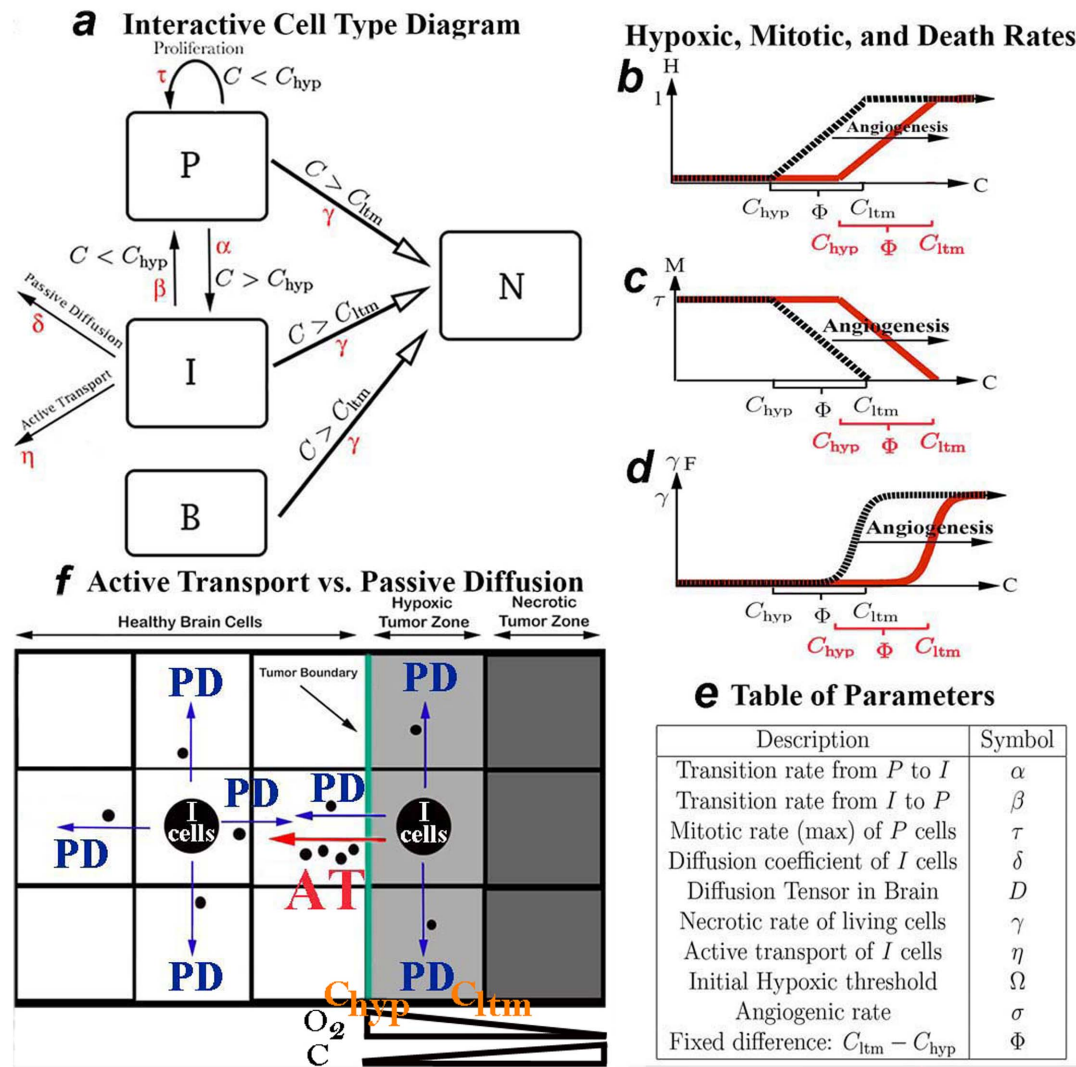 a Interactive Cell Type Diagram
Proliferation
τ
C < Chyp
P
C > Cltm
γ
N
C < Chyp
β
α
C > Chyp
Passive Diffusion
δ
I
C > Cltm
γ
Active Transport
η
C > Cltm
γ
B
Hypoxic, Mitotic, and Death Rates
b
H
1
Angiogenesis
C
Chyp Φ Cltm
Chyp Φ Cltm
c
M
τ
Angiogenesis
C
Chyp Φ Cltm
Chyp Φ Cltm
d
γF
γ
Angiogenesis
C
Chyp Φ Cltm
Chyp Φ Cltm
e Table of Parameters
Description Symbol
Transition rate from P to I α
Transition rate from I to P β
Mitotic rate (max) of P cells τ
Diffusion coefficient of I cells δ
Diffusion Tensor in Brain D
Necrotic rate of living cells γ
Active transport of I cells η
Initial Hypoxic threshold Ω
Angiogenic rate σ
Fixed difference: Cltm − Chyp Φ
f Active Transport vs. Passive Diffusion
Healthy Brain Cells
Hypoxic
Tumor Zone
Necrotic
Tumor Zone
PD
Tumor Boundary
PD
I
cells
PD
PD
I
cells
PD
AT
PD
PD
Chyp
Cltm
O2
C